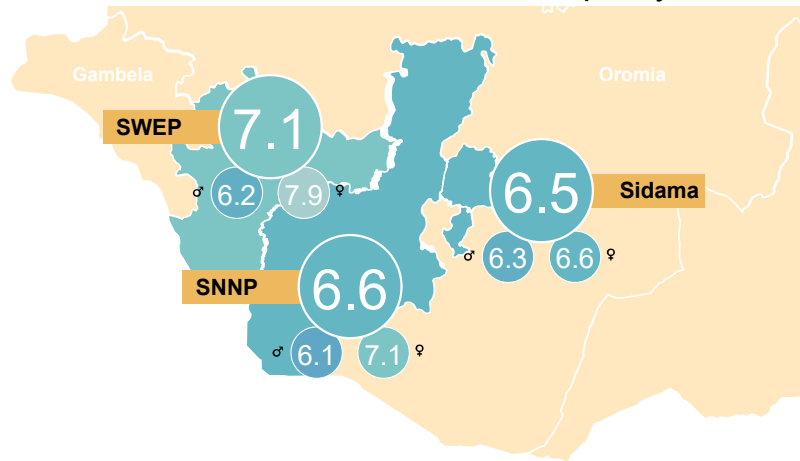 Gambela
Oromia
SWEP
7.1
♂ 6.2 7.9 ♀
6.5
Sidama
♂ 6.3 6.6 ♀
SNNP
6.6
♂ 6.1 7.1 ♀